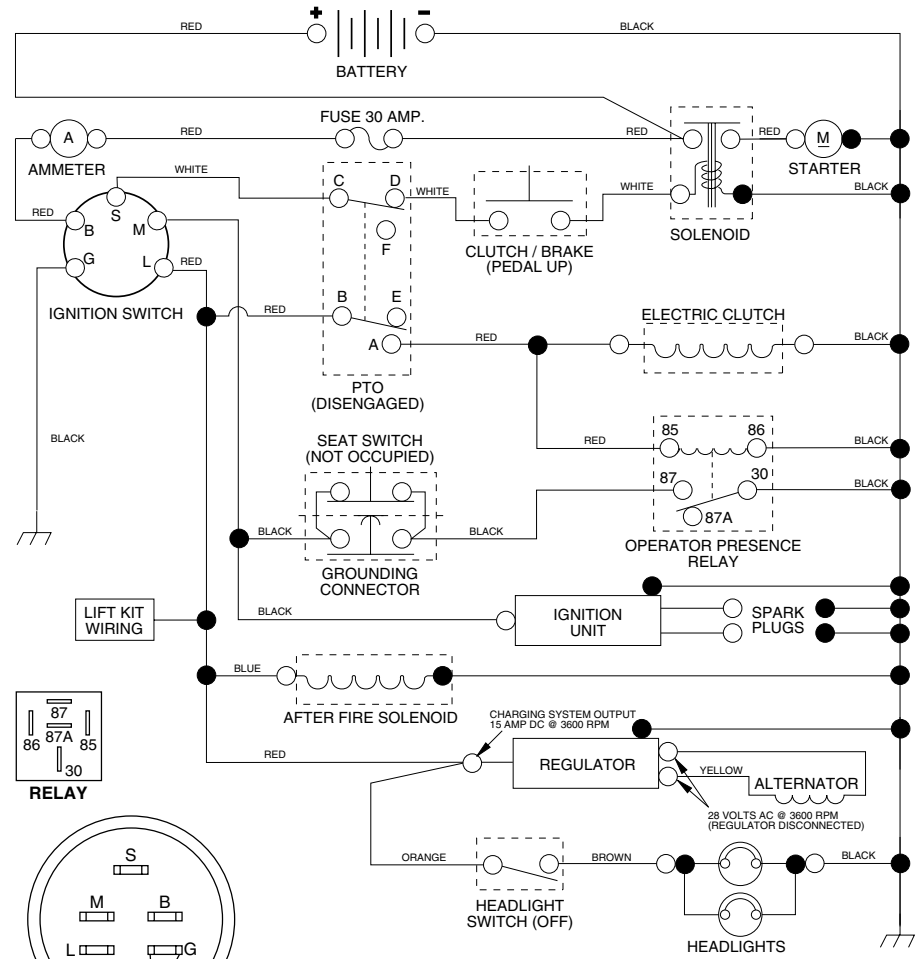 + -
RED
BLACK
BATTERY
FUSE 30 AMP.
A
RED
RED
RED
M
AMMETER
STARTER
WHITE
C D
WHITE
WHITE
BLACK
S
RED
B
M
F
CLUTCH / BRAKE
(PEDAL UP)
SOLENOID
G
L
RED
IGNITION SWITCH
RED
B E
ELECTRIC CLUTCH
A
RED
BLACK
PTO
(DISENGAGED)
BLACK
SEAT SWITCH
(NOT OCCUPIED)
RED
85 86
BLACK
87 30
BLACK
87A
BLACK
BLACK
OPERATOR PRESENCE
RELAY
GROUNDING
CONNECTOR
LIFT KIT
WIRING
BLACK
IGNITION
UNIT
SPARK
PLUGS
BLUE
AFTER FIRE SOLENOID
87
86 87A 85
30
RELAY
CHARGING SYSTEM OUTPUT
15 AMP DC @ 3600 RPM
RED
REGULATOR
YELLOW
ALTERNATOR
28 VOLTS AC @ 3600 RPM
(REGULATOR DISCONNECTED)
S
M B
L G
ORANGE
BROWN
BLACK
HEADLIGHT
SWITCH (OFF)
HEADLIGHTS